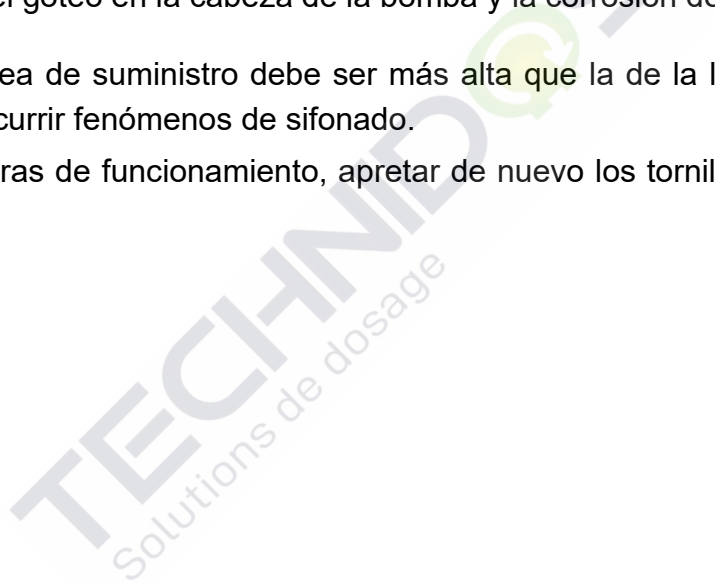 el goteo en la cabeza de la bomba y la corrosión de
ea de suministro debe ser más alta que la de la l
currir fenómenos de sifonado.
ras de funcionamiento, apretar de nuevo los tornil
TECHNID
Solutions de dosage